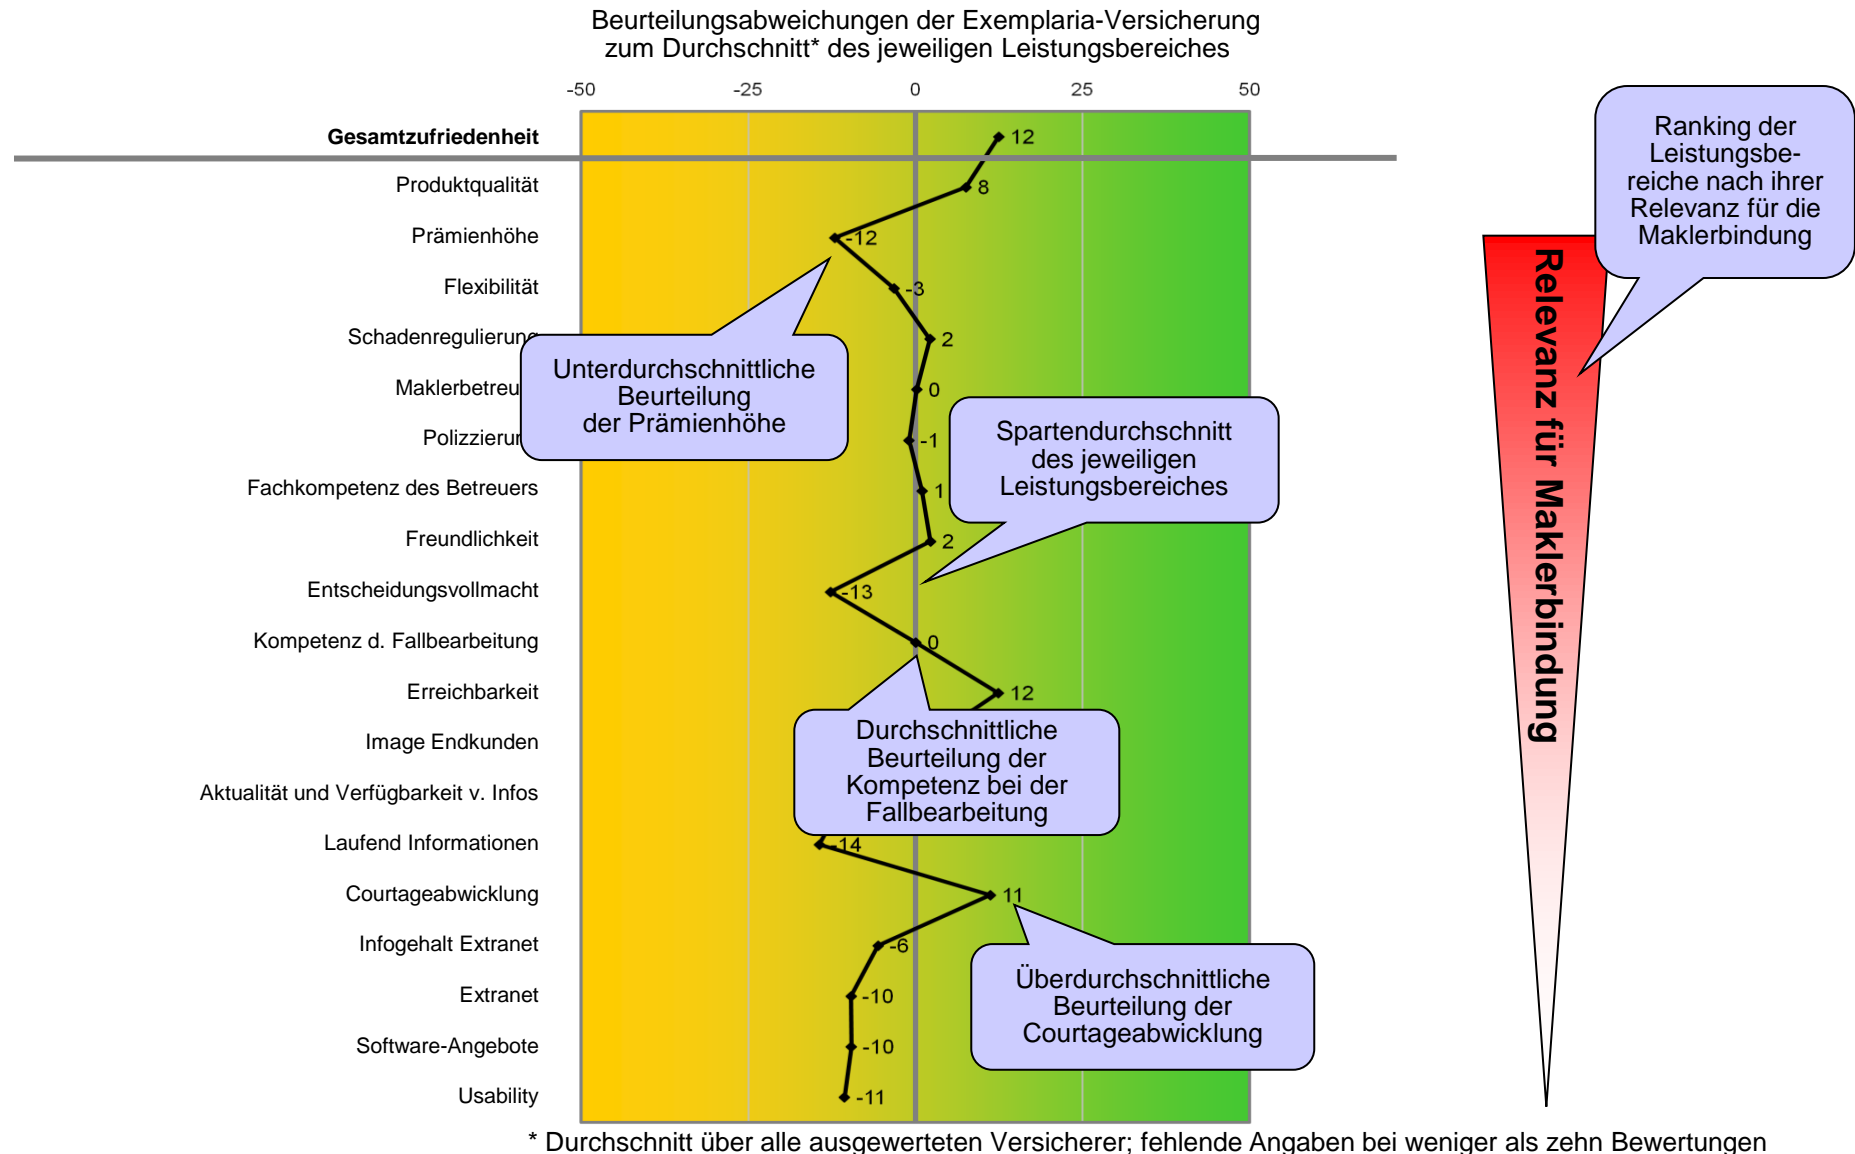 Beurteilungsabweichungen der Exemplaria-Versicherung
zum Durchschnitt* des jeweiligen Leistungsbereiches
-50 -25 0 25 50
Gesamtzufriedenheit 12
Produktqualität 8
Prämienhöhe -12
Flexibilität -3
Schadenregulierung 2
Maklerbetreu 0
Polizzierun -1
Fachkompetenz des Betreuers 1
Freundlichkeit 2
Entscheidungsvollmacht -13
Kompetenz d. Fallbearbeitung 0
Erreichbarkeit 12
Image Endkunden
Aktualität und Verfügbarkeit v. Infos
Laufend Informationen -14
Courtageabwicklung 11
Infogehalt Extranet -6
Extranet -10
Software-Angebote -10
Usability -11
Unterdurchschnittliche
Beurteilung
der Prämienhöhe
Spartendurchschnitt
des jeweiligen
Leistungsbereiches
Durchschnittliche
Beurteilung der
Kompetenz bei der
Fallbearbeitung
Überdurchschnittliche
Beurteilung der
Courtageabwicklung
Ranking der
Leistungsbe-
reiche nach ihrer
Relevanz für die
Maklerbindung
Relevanz für Maklerbindung
* Durchschnitt über alle ausgewerteten Versicherer; fehlende Angaben bei weniger als zehn Bewertungen